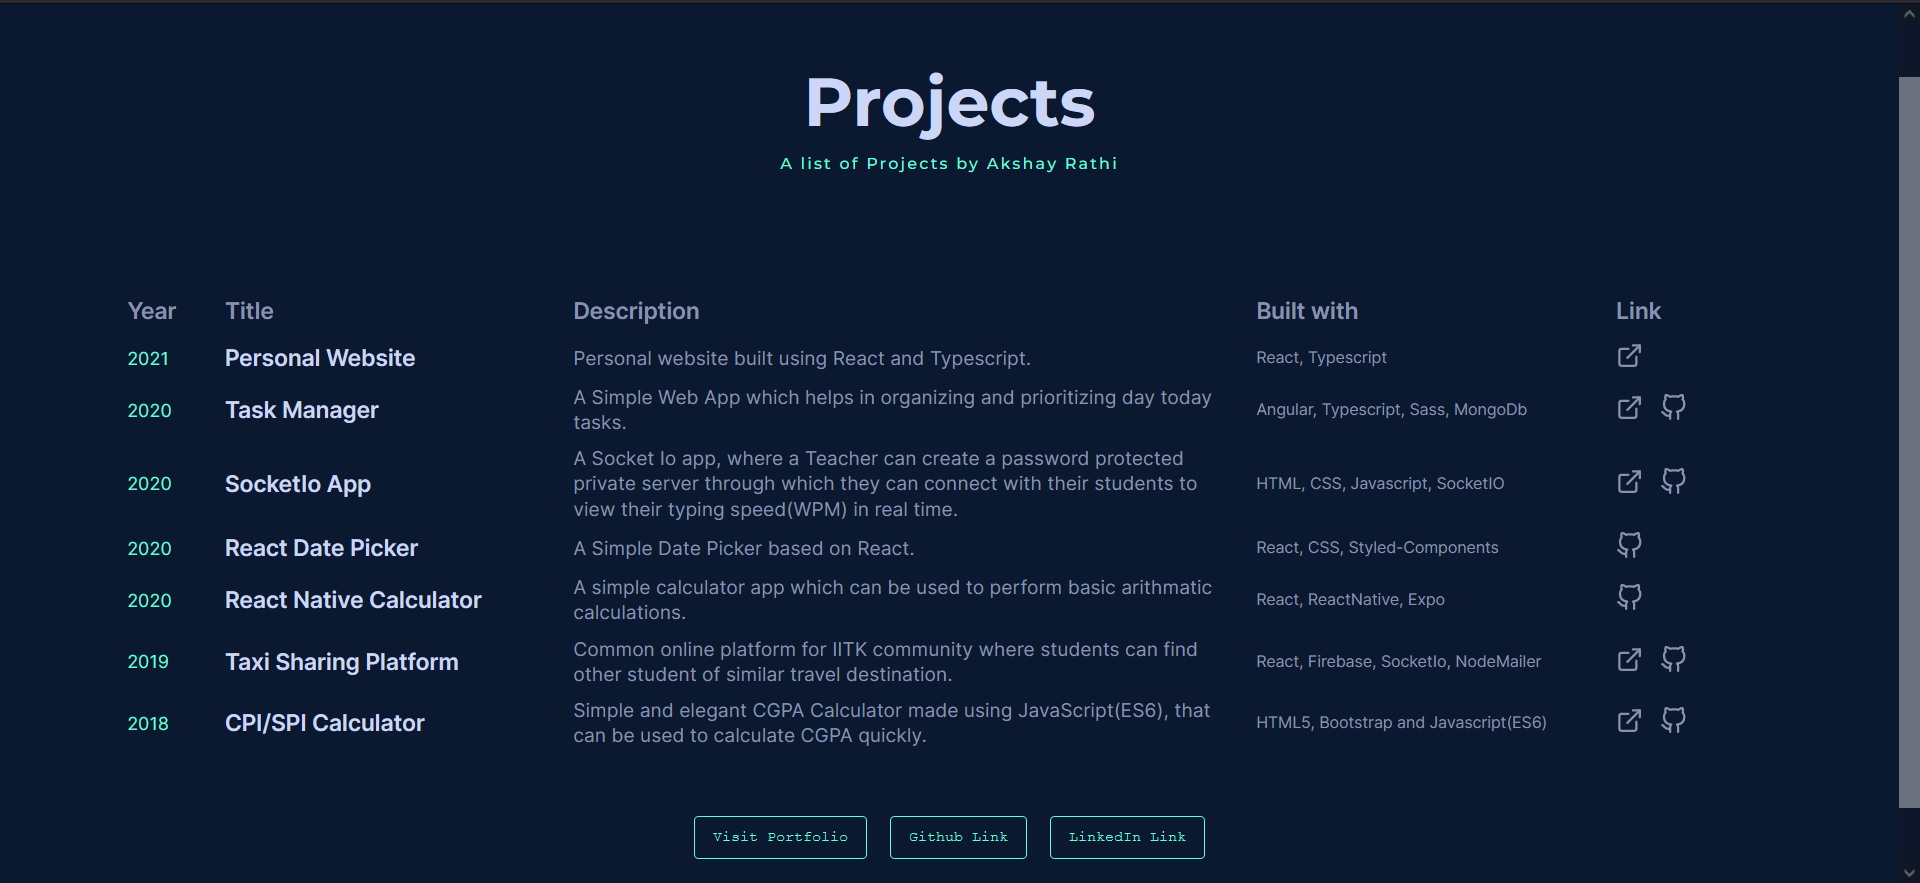 Projects
A list of Projects by Akshay Rathi
Year Title Description Built with Link
2021 Personal Website Personal website built using React and Typescript. React, Typescript
2020 Task Manager A Simple Web App which helps in organizing and prioritizing day today Angular, Typescript, Sass, MongoDb
tasks.
A Socket Io app, where a Teacher can create a password protected
2020 SocketIo App private server through which they can connect with their students to HTML, CSS, Javascript, SocketIO
view their typing speed(WPM) in real time.
2020 React Date Picker A Simple Date Picker based on React. React, CSS, Styled-Components
2020 React Native Calculator A simple calculator app which can be used to perform basic arithmatic React, ReactNative, Expo
calculations.
2019 Taxi Sharing Platform Common online platform for IITK community where students can find React, Firebase, SocketIo, NodeMailer
other student of similar travel destination.
2018 CPI/SPI Calculator Simple and elegant CGPA Calculator made using JavaScript(ES6), that HTML5, Bootstrap and Javascript(ES6)
can be used to calculate CGPA quickly.
Visit Portfolio Github Link LinkedIn Link